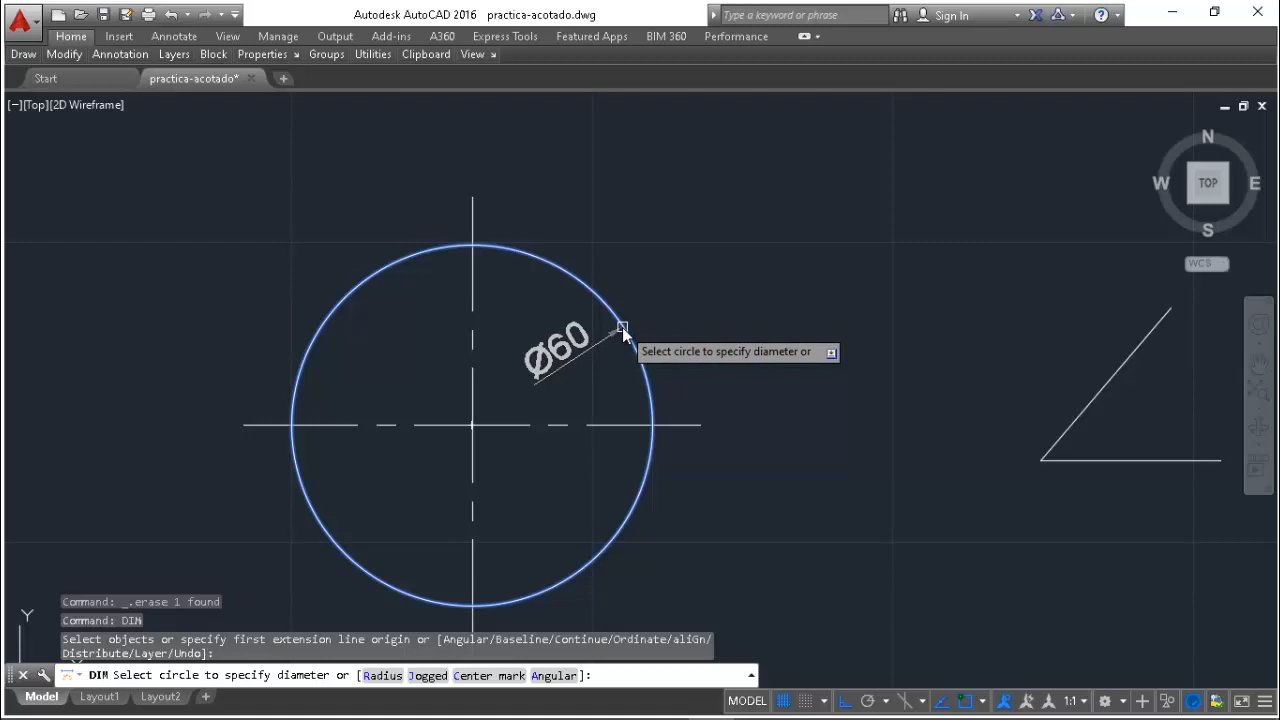 Autodesk AutoCAD 2016 practica-acotado.dwg
Type a keyword or phrase
Sign In
Home Insert Annotate View Manage Output Add-ins A360 Express Tools Featured Apps BIM 360 Performance
Draw Modify Annotation Layers Block Properties Groups Utilities Clipboard View
Start practica-acotado*
[−][Top][2D Wireframe]
N
W TOP E
S
WCS
Ø60
Select circle to specify diameter or
Command: _.erase 1 found
Command: DIM
Select objects or specify first extension line origin or [Angular/Baseline/Continue/Ordinate/aliGn/
Distribute/Layer/Undo]:
Y
DIM Select circle to specify diameter or [Radius Jogged Center mark Angular]:
Model Layout1 Layout2 +
MODEL 1:1